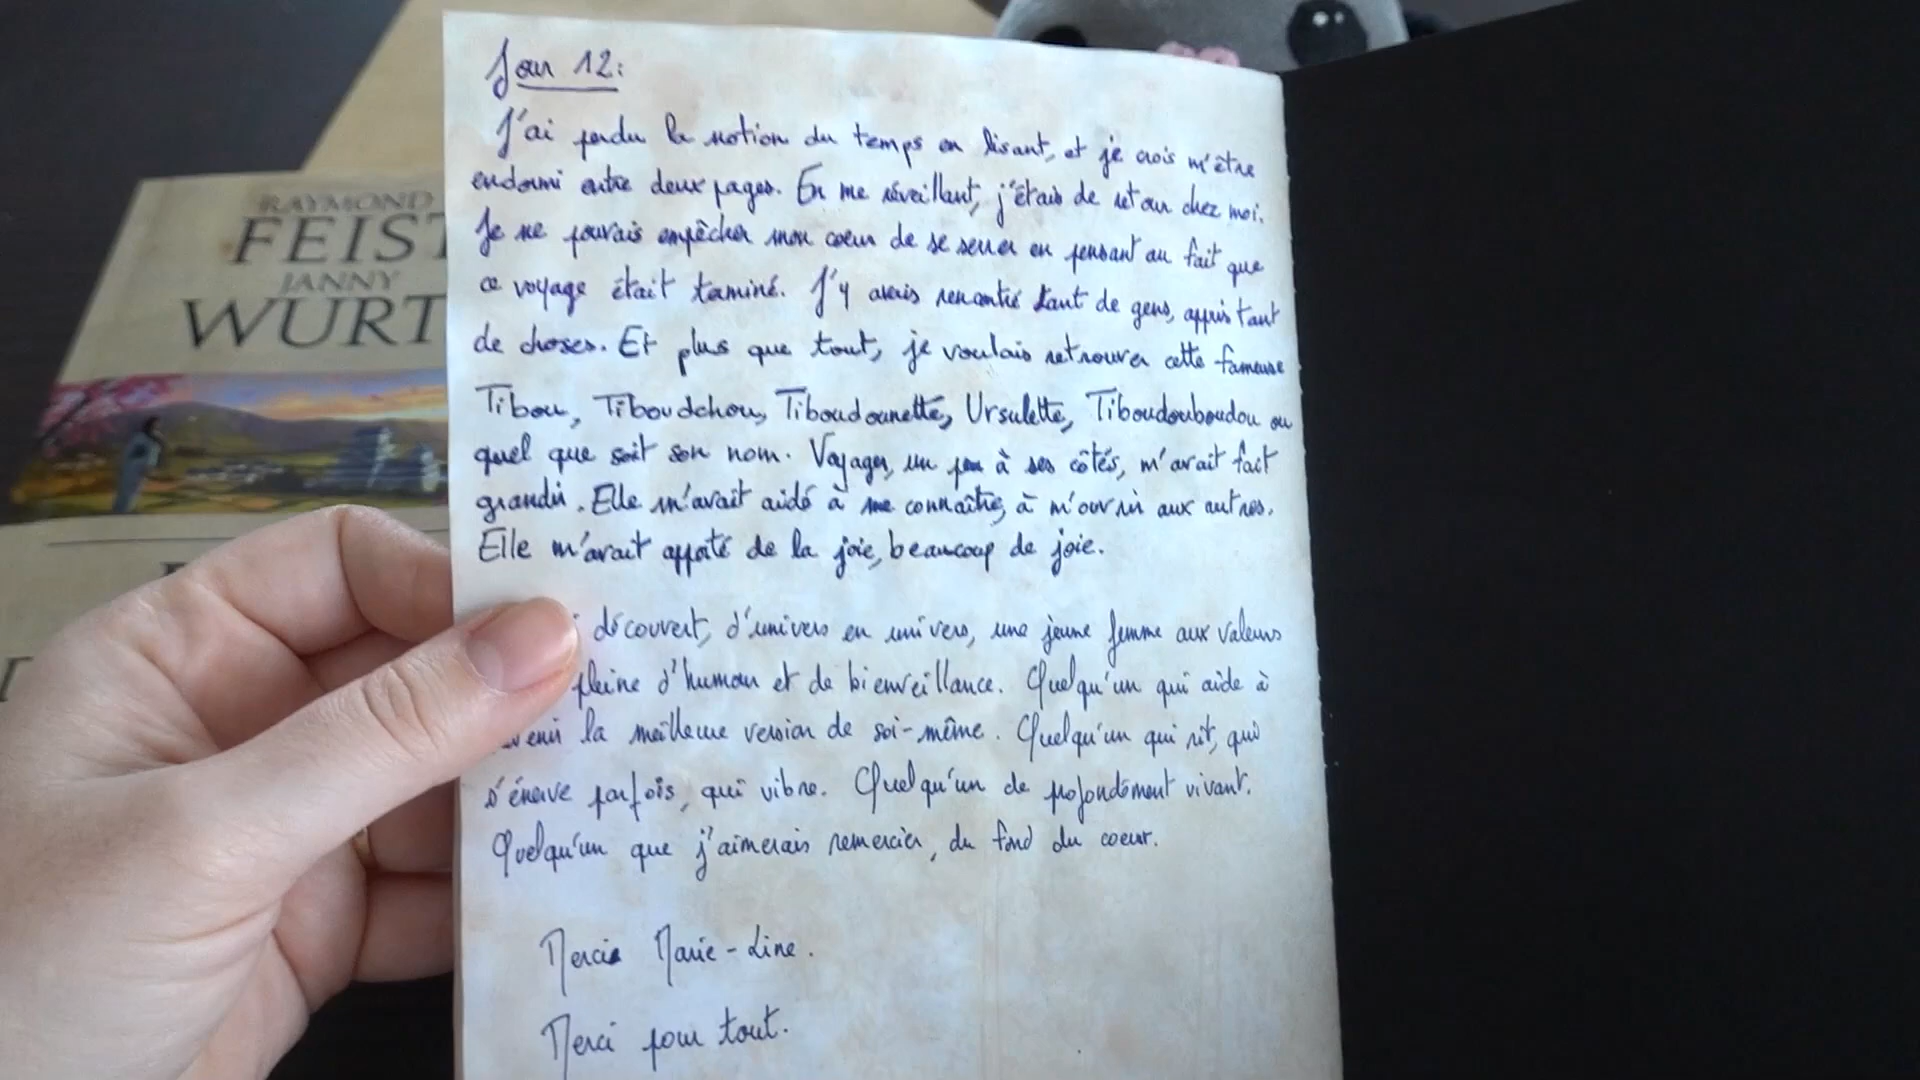 RAYMOND
FEIST
JANNY
WURT
Jour 12:
J'ai perdu la notion du temps en lisant, et je crois m'être
endormi entre deux pages. En me réveillant, j'étais de retour chez moi.
Je ne pouvais empêcher mon coeur de se serrer en pensant au fait que
ce voyage était terminé. J'y avais rencontré tant de gens, appris tant
de choses. Et plus que tout, je voulais retrouver cette fameuse
Tibou, Tiboudchou, Tiboudounette, Ursulette, Tiboudouboudou ou
quel que soit son nom. Voyager, un peu à ses côtés, m'avait fait
grandir. Elle m'avait aidé à me connaître, à m'ouvrir aux autres.
Elle m'avait apporté de la joie, beaucoup de joie.
découvert, d'univers en univers, une jeune femme aux valeurs
pleine d'humour et de bienveillance. Quelqu'un qui aide à
venir la meilleure version de soi-même. Quelqu'un qui rit, qui
s'énerve parfois, qui vibre. Quelqu'un de profondément vivant.
Quelqu'un que j'aimerais remercier, du fond du coeur.
Merci Marie-Line.
Merci pour tout.